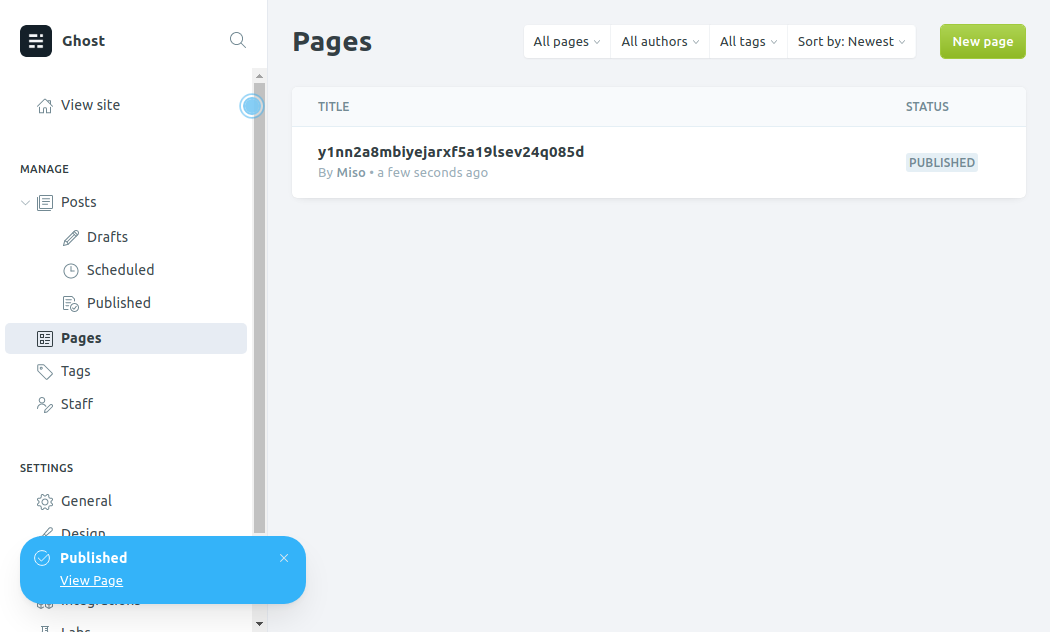 Ghost
View site
MANAGE
Posts
Drafts
Scheduled
Published
Pages
Tags
Staff
SETTINGS
General
Design
Integrations
Labs
Published
View Page
Pages
All pages
All authors
All tags
Sort by: Newest
New page
TITLE
STATUS
y1nn2a8mbiyejarxf5a19lsev24q085d
By Miso • a few seconds ago
PUBLISHED